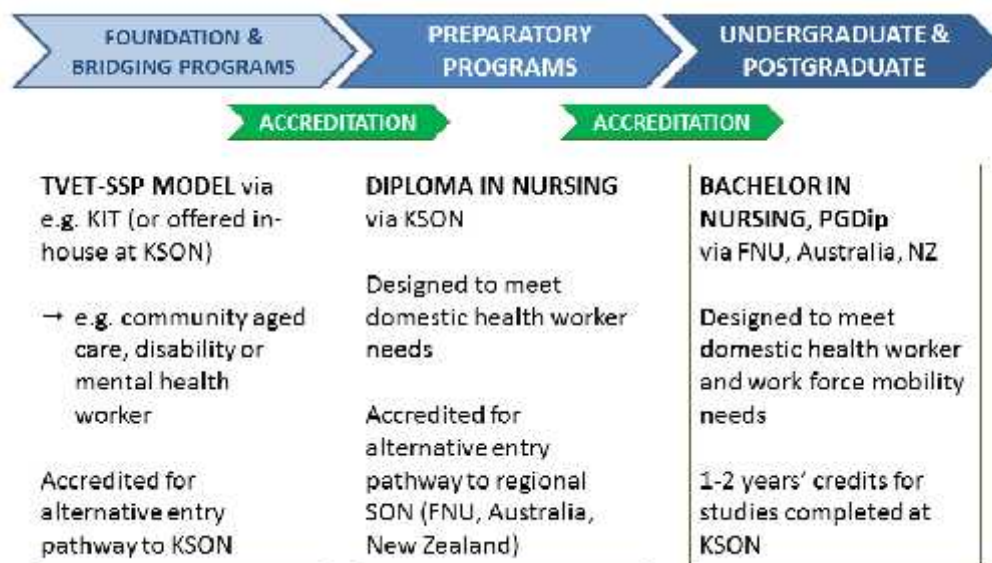 FOUNDATION &
BRIDGING PROGRAMS
PREPARATORY
PROGRAMS
UNDERGRADUATE &
POSTGRADUATE
ACCREDITATION
ACCREDITATION
TVET-SSP MODEL via
e.g. KIT (or offered in-
house at KSON)
→ e.g. community aged
care, disability or
mental health
worker
Accredited for
alternative entry
pathway to KSON
DIPLOMA IN NURSING
via KSON
Designed to meet
domestic health worker
needs
Accredited for
alternative entry
pathway to regional
SON (FNU, Australia,
New Zealand)
BACHELOR IN
NURSING, PGDip
via FNU, Australia, NZ
Designed to meet
domestic health worker
and work force mobility
needs
1-2 years' credits for
studies completed at
KSON